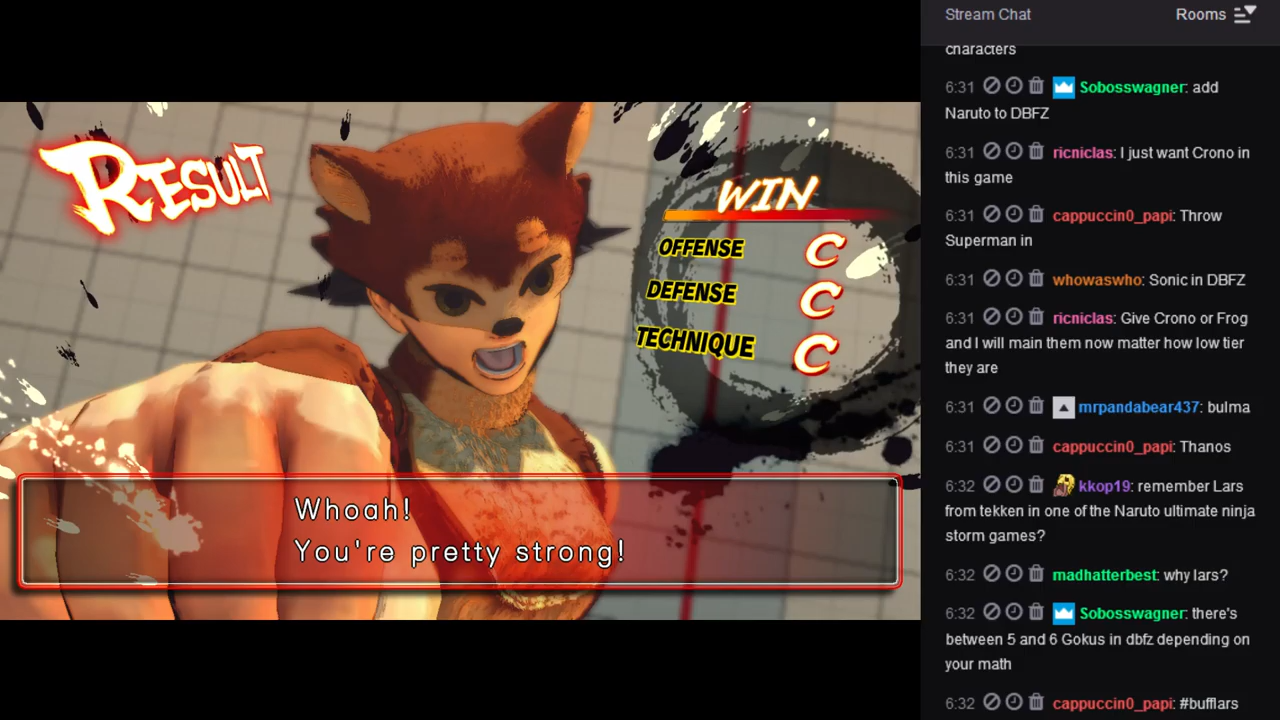 RESULT
WIN
OFFENSE C
DEFENSE C
TECHNIQUE C
Whoah!
You're pretty strong!
Stream Chat Rooms
characters
6:31 Sobosswagner: add
Naruto to DBFZ
6:31 ricniclas: I just want Crono in
this game
6:31 cappuccin0_papi: Throw
Superman in
6:31 whowaswho: Sonic in DBFZ
6:31 ricniclas: Give Crono or Frog
and I will main them now matter how low tier
they are
6:31 mrpandabear437: bulma
6:31 cappuccin0_papi: Thanos
6:32 kkop19: remember Lars
from tekken in one of the Naruto ultimate ninja
storm games?
6:32 madhatterbest: why lars?
6:32 Sobosswagner: there's
between 5 and 6 Gokus in dbfz depending on
your math
6:32 cappuccin0_papi: #bufflars